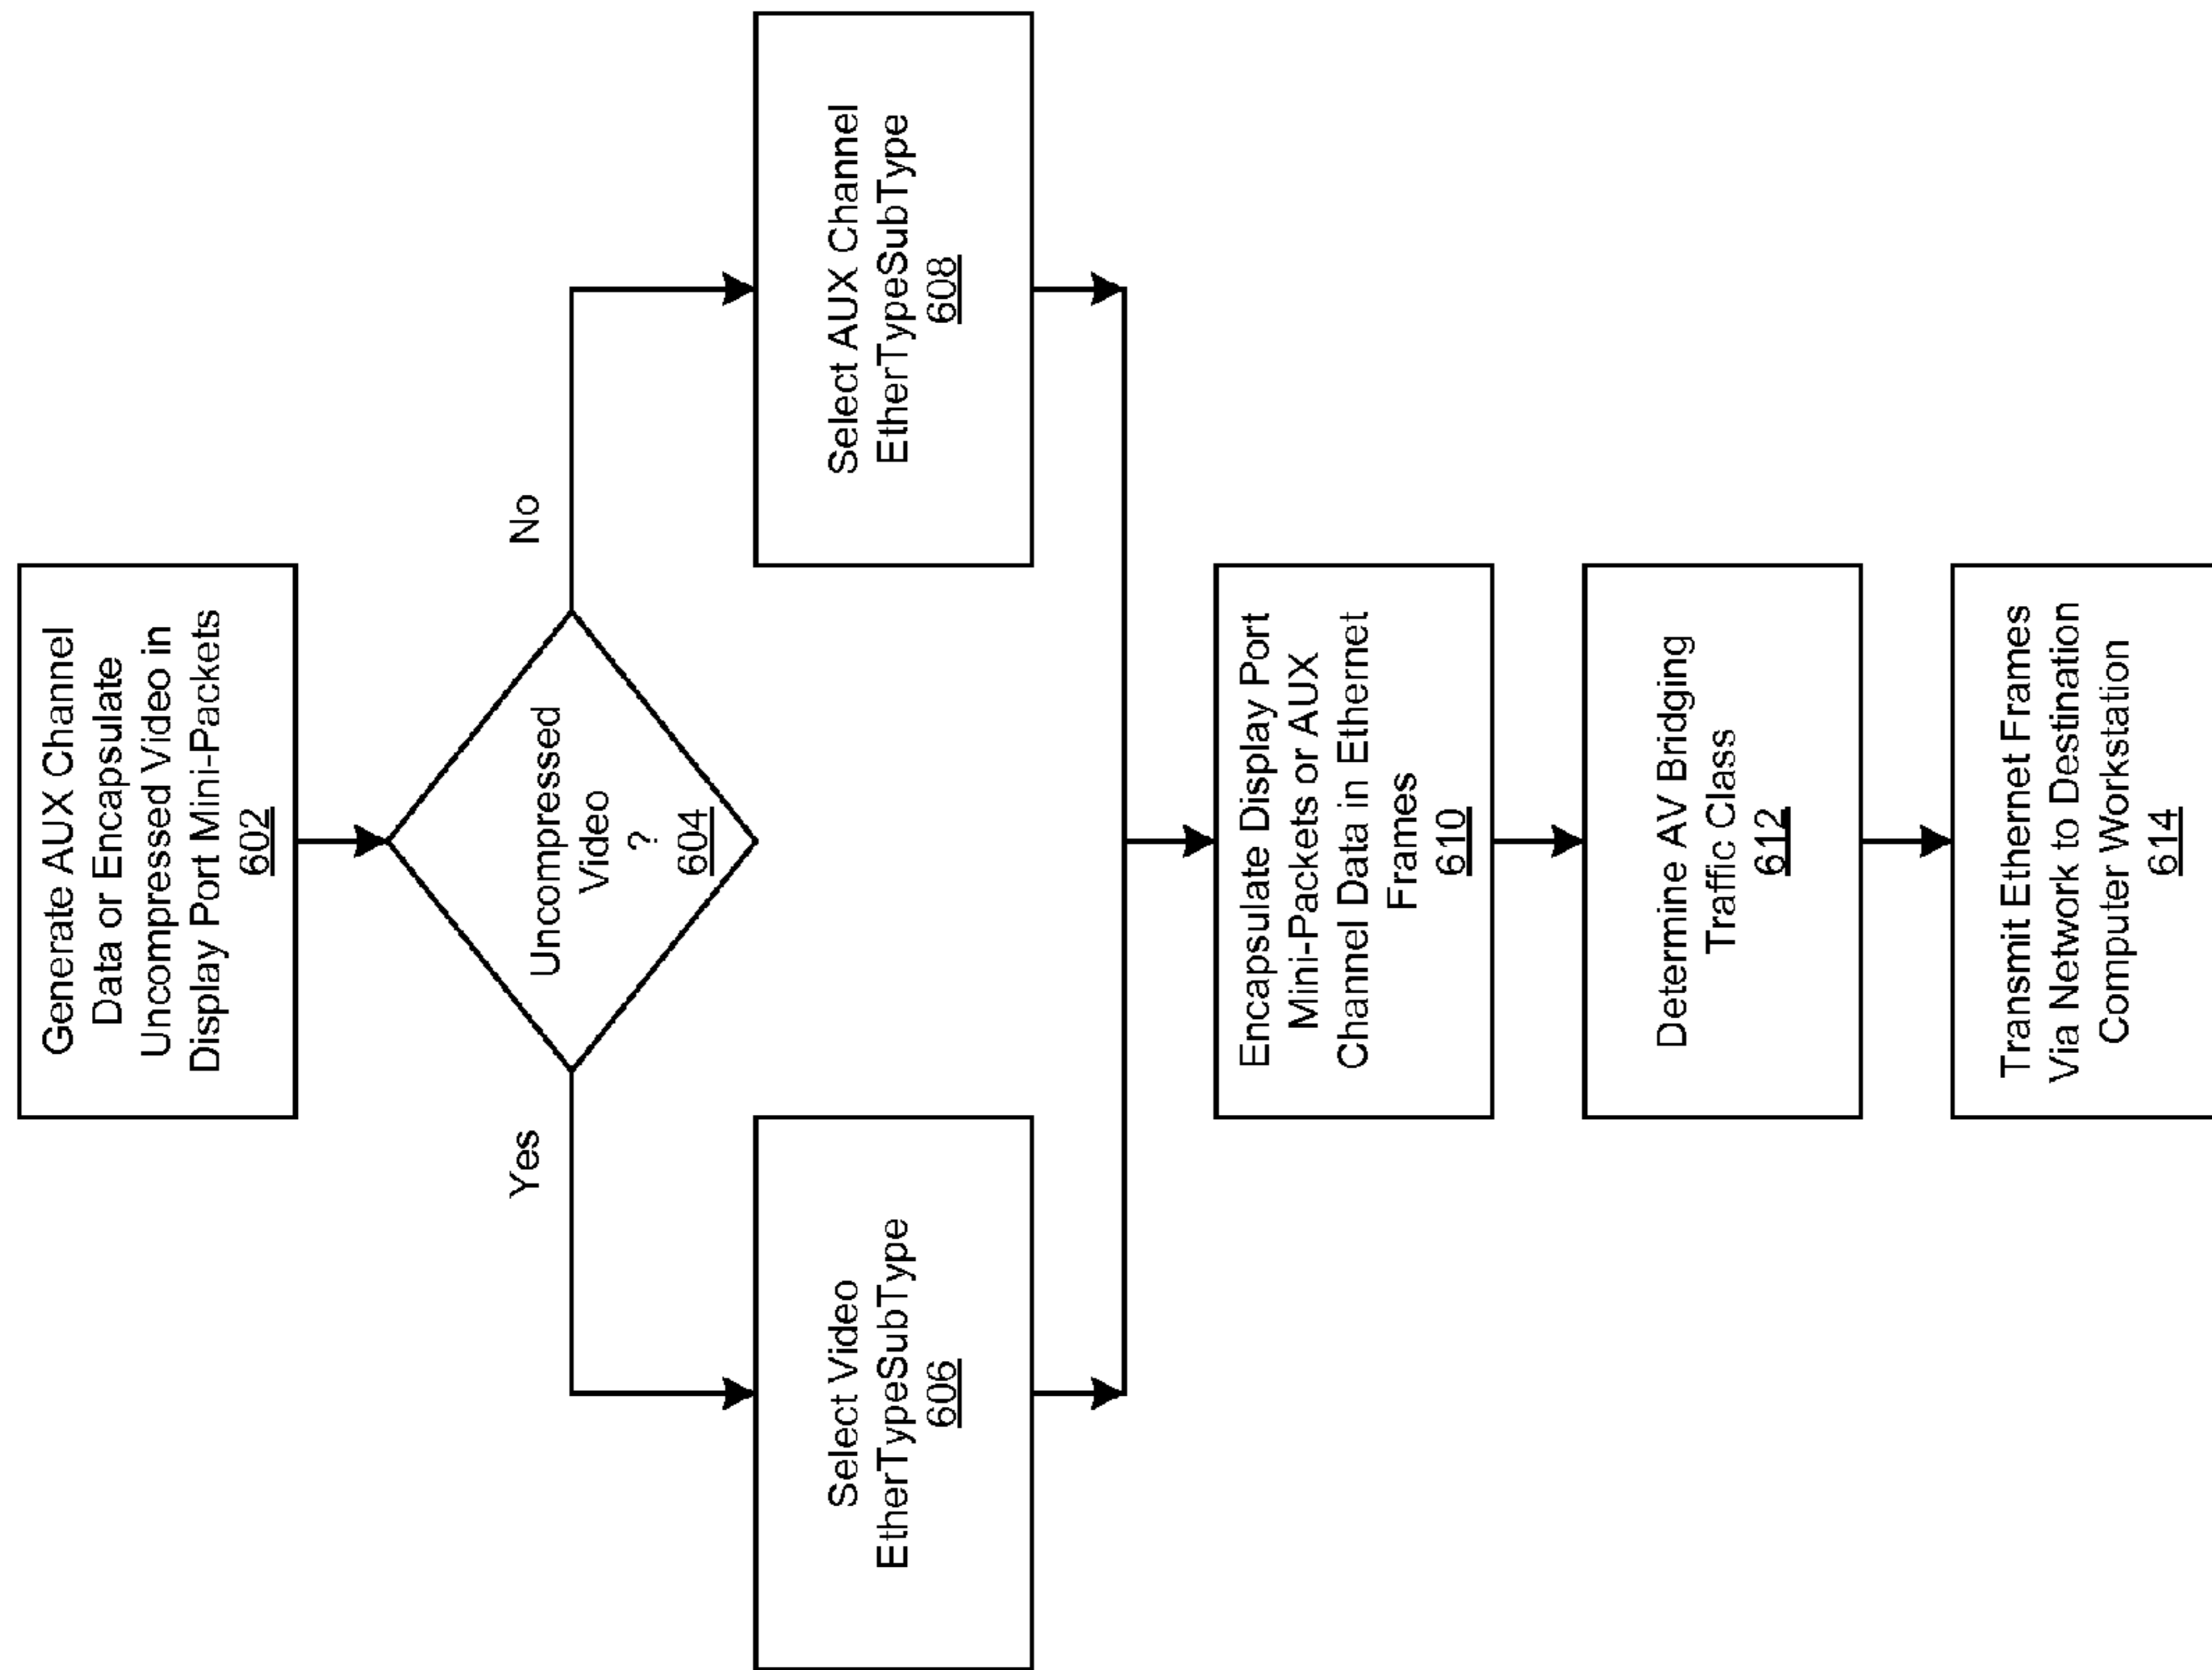 Generate AUX Channel
Data or Encapsulate
Uncompressed Video in
Display Port Mini-Packets
602
Uncompressed
Video
?
604
Yes
No
Select Video
EtherTypeSubType
606
Select AUX Channel
EtherTypeSubType
608
Encapsulate Display Port
Mini-Packets or AUX
Channel Data in Ethernet
Frames
610
Determine AV Bridging
Traffic Class
612
Transmit Ethernet Frames
Via Network to Destination
Computer Workstation
614